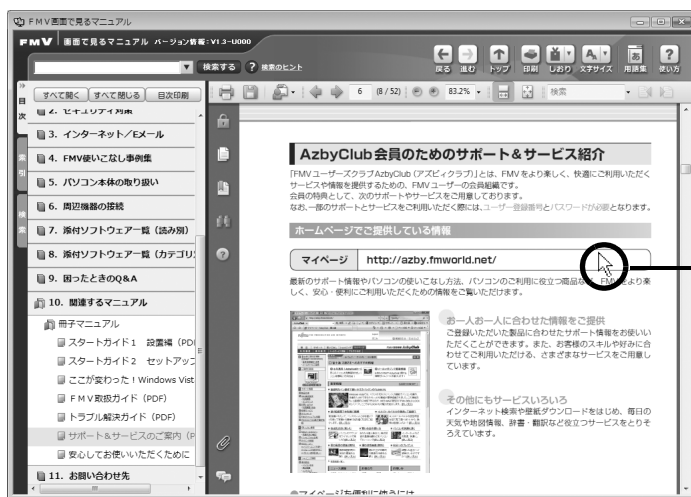 FMV画面で見るマニュアル
FMV 画面で見るマニュアル バージョン情報:V1.3-U000
検索する ? 検索のヒント
戻る 進む トップ 印刷 しおり 文字サイズ 用語集 使い方
すべて開く すべて閉じる 目次印刷
6 (8 / 52) 83.2% 検索
目次
索引
検索
2. セキュリティ対策
3. インターネット/Eメール
4. FMV使いこなし事例集
5. パソコン本体の取り扱い
6. 周辺機器の接続
7. 添付ソフトウェア一覧(読み別)
8. 添付ソフトウェア一覧(カテゴリ
9. 困ったときのQ&A
10. 関連するマニュアル
冊子マニュアル
スタートガイド1 設置編(PD
スタートガイド2 セットアップ
ここが変わった!Windows Vist
FMV取扱ガイド(PDF)
トラブル解決ガイド(PDF)
サポート&サービスのご案内(P
安心してお使いいただくために
11. お問い合わせ先
AzbyClub会員のためのサポート&サービス紹介
「FMVユーザーズクラブAzbyClub(アズビィクラブ)」とは、FMVをより楽しく、快適にご利用いただく
サービスや情報を提供するための、FMVユーザーの会員組織です。
会員の特典として、次のサポートやサービスをご用意しております。
なお、一部のサポートとサービスをご利用いただく際には、ユーザー登録番号とパスワードが必要となります。
ホームページでご提供している情報
マイページ http://azby.fmworld.net/
最新のサポート情報やパソコンの使いこなし方法、パソコンのご利用に役立つ商品など、FMVをより楽
しく、安心・便利にご利用いただくための情報をご覧いただけます。
お一人お一人に合わせた情報をご提供
ご登録いただいた製品に合わせたサポート情報をお使いい
ただくことができます。また、お客様のスキルや好みに合
わせてご利用いただける、さまざまなサービスをご用意し
ています。
その他にもサービスいろいろ
インターネット検索や壁紙ダウンロードをはじめ、毎日の
天気や地図情報、辞書・翻訳など役立つサービスをとりそ
ろえています。
●マイページを便利に使うには